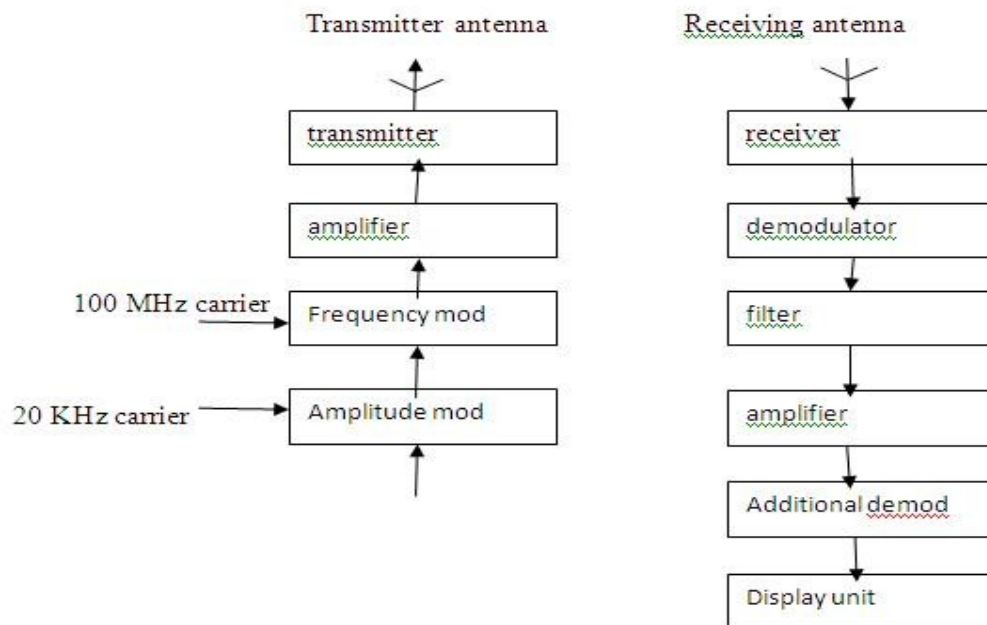 Transmitter antenna
transmitter
amplifier
100 MHz carrier
Frequency mod
20 KHz carrier
Amplitude mod
Receiving antenna
receiver
demodulator
filter
amplifier
Additional demod
Display unit